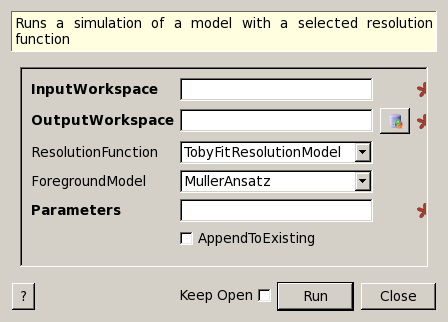 Runs a simulation of a model with a selected resolution
function
InputWorkspace
OutputWorkspace
ResolutionFunction TobyFitResolutionModel
ForegroundModel MullerAnsatz
Parameters
AppendToExisting
? Keep Open Run Close